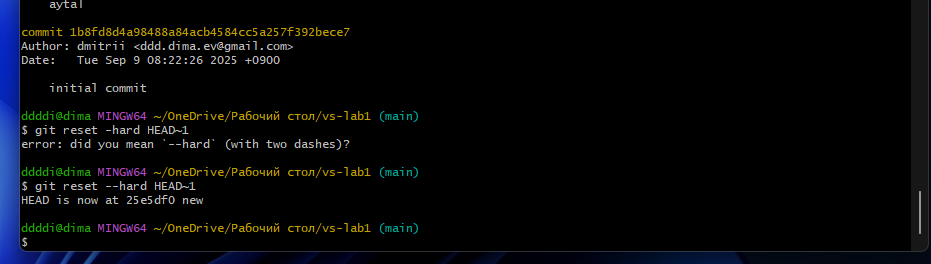 aytal
commit 1b8fd8d4a98488a84acb4584cc5a257f392bece7
Author: dmitrii <ddd.dima.ev@gmail.com>
Date:   Tue Sep 9 08:22:26 2025 +0900
initial commit
ddddi@dima MINGW64 ~/OneDrive/Рабочий стол/vs-lab1 (main)
$ git reset -hard HEAD~1
error: did you mean `--hard` (with two dashes)?
ddddi@dima MINGW64 ~/OneDrive/Рабочий стол/vs-lab1 (main)
$ git reset --hard HEAD~1
HEAD is now at 25e5df0 new
ddddi@dima MINGW64 ~/OneDrive/Рабочий стол/vs-lab1 (main)
$